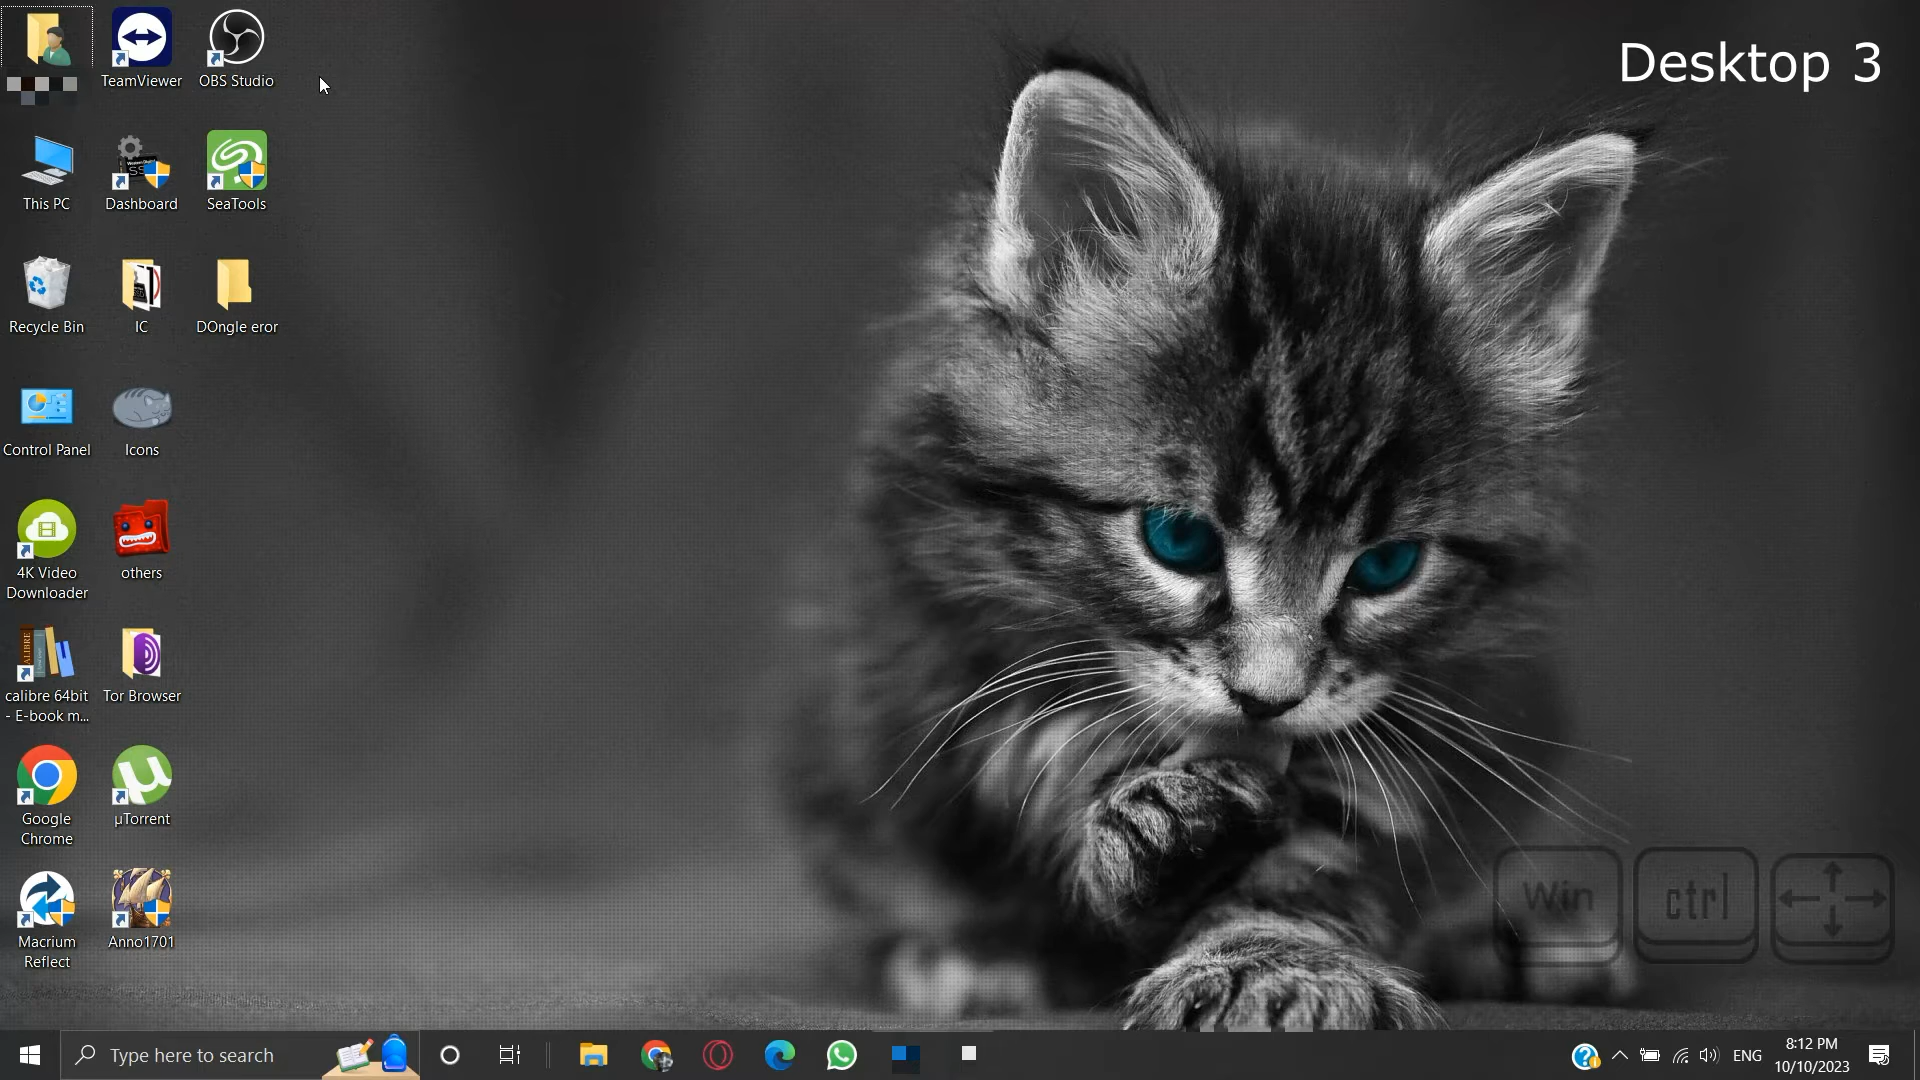 Desktop 3
TeamViewer
OBS Studio
This PC
Dashboard
SeaTools
Recycle Bin
IC
DOngle eror
Control Panel
Icons
4K Video
Downloader
others
calibre 64bit
- E-book m...
Tor Browser
Google
Chrome
µTorrent
Macrium
Reflect
Anno1701
Win
ctrl
Type here to search
ENG
8:12 PM
10/10/2023